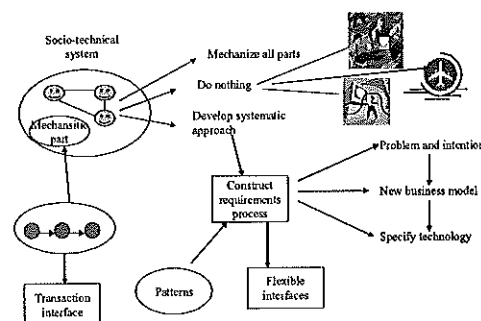 Socio-technical
system
Mechanize all parts
Do nothing
Develop systematic
approach
Mechansitic
part
Problem and intention
Construct
requirements
process
New business model
Specify technology
Transaction
interface
Patterns
Flexible
interfaces